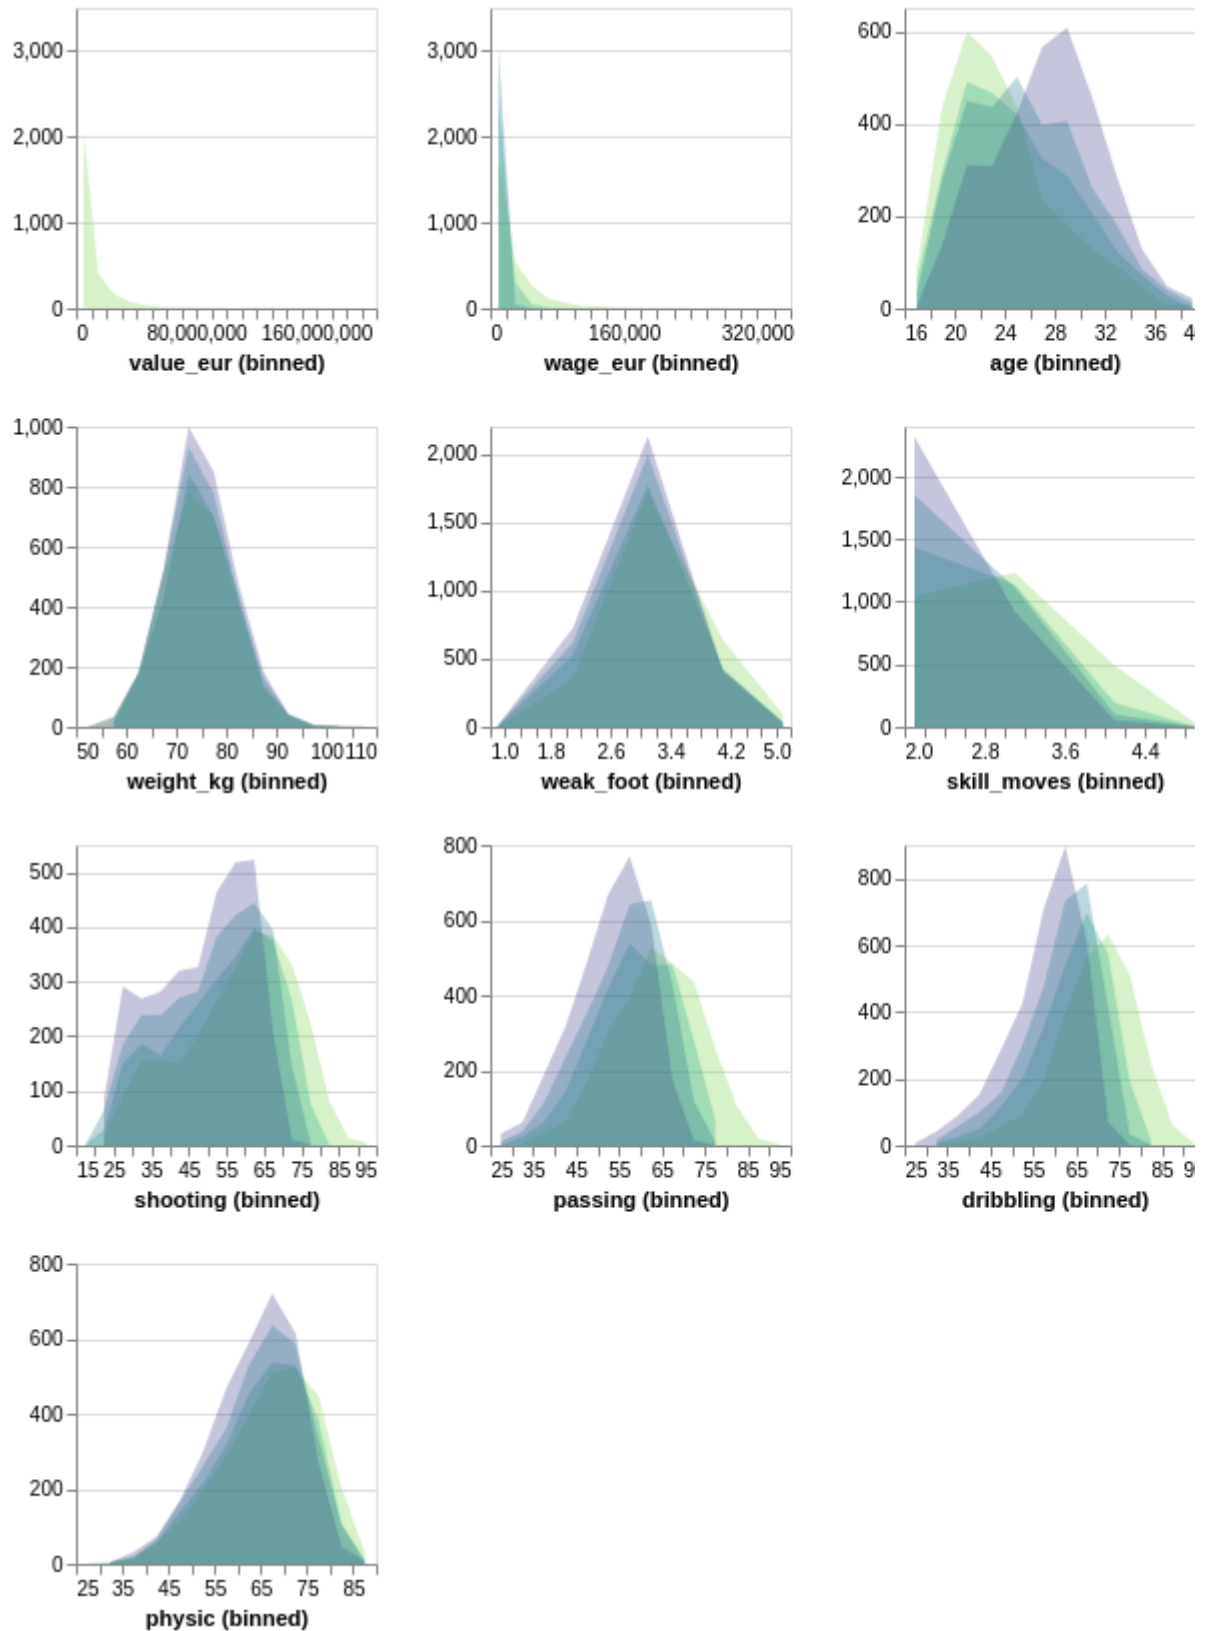 3,000
2,000
1,000
0
0 80,000,000 160,000,000
value_eur (binned)
3,000
2,000
1,000
0
0 160,000 320,000
wage_eur (binned)
600
400
200
0
16 20 24 28 32 36 4
age (binned)
1,000
800
600
400
200
0
50 60 70 80 90 100 110
weight_kg (binned)
2,000
1,500
1,000
500
0
1.0 1.8 2.6 3.4 4.2 5.0
weak_foot (binned)
2,000
1,500
1,000
500
0
2.0 2.8 3.6 4.4
skill_moves (binned)
500
400
300
200
100
0
15 25 35 45 55 65 75 85 95
shooting (binned)
800
600
400
200
0
25 35 45 55 65 75 85 95
passing (binned)
800
600
400
200
0
25 35 45 55 65 75 85 9
dribbling (binned)
800
600
400
200
0
25 35 45 55 65 75 85
physic (binned)